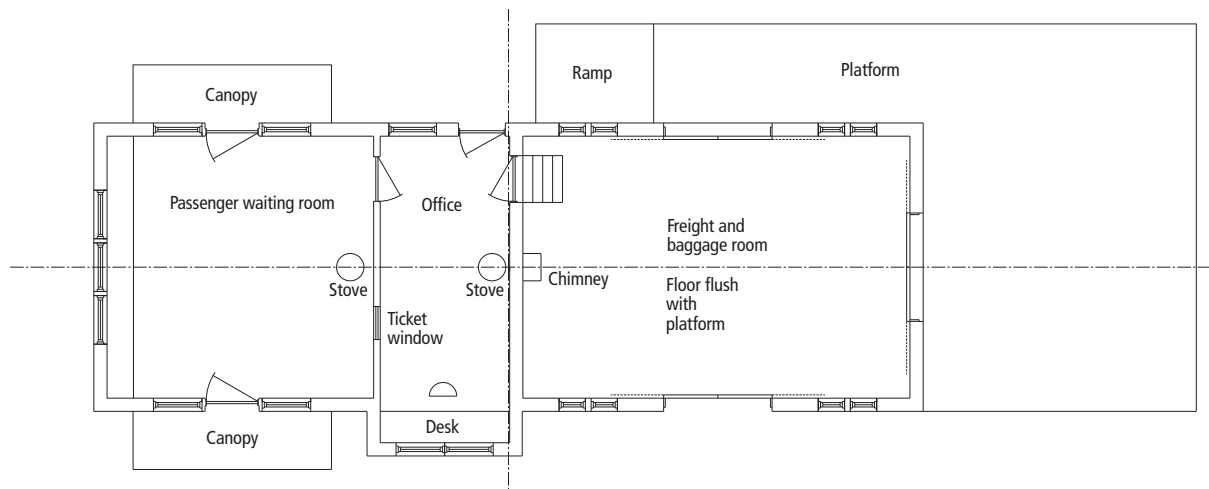 Ramp
Platform
Canopy
Passenger waiting room
Office
Freight and
baggage room
Stove
Stove
Chimney
Floor flush
with
platform
Ticket
window
Desk
Canopy